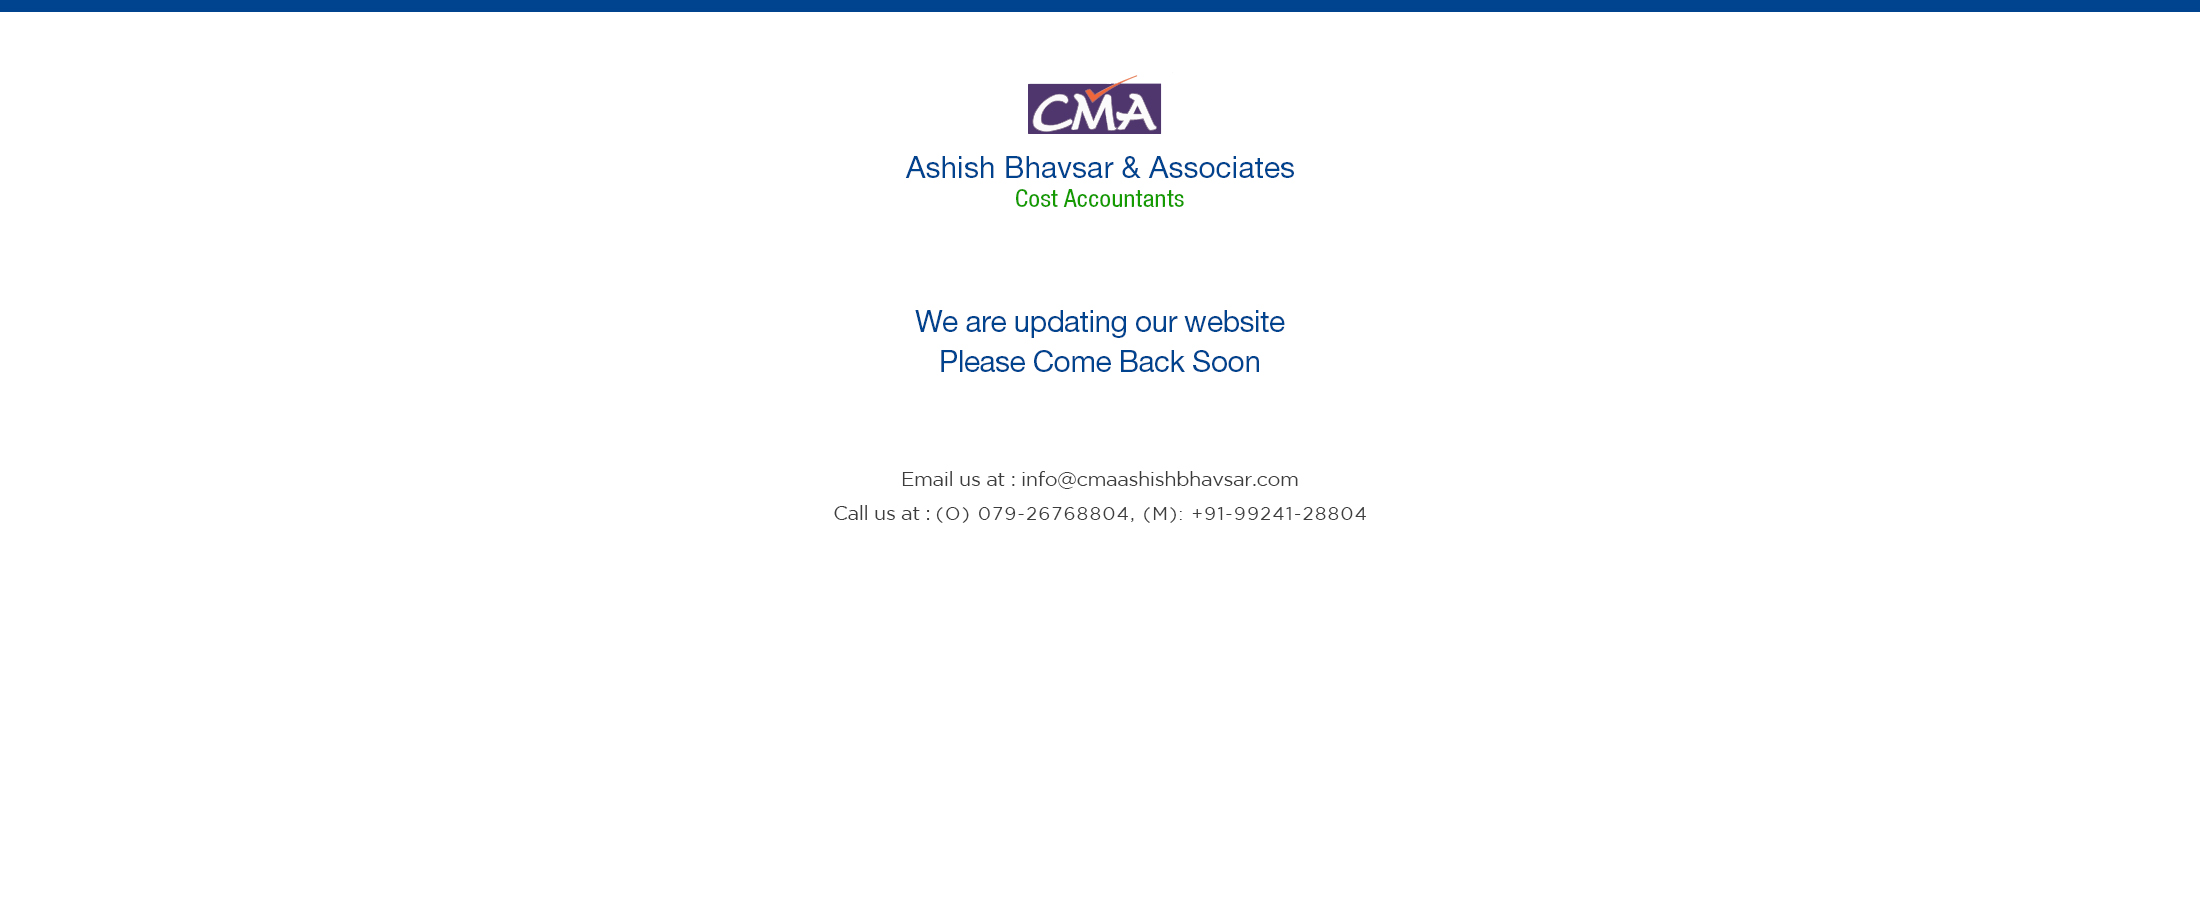 CMA
Ashish Bhavsar & Associates
Cost Accountants
We are updating our website
Please Come Back Soon
Email us at : info@cmaashishbhavsar.com
Call us at : (O) 079-26768804, (M): +91-99241-28804